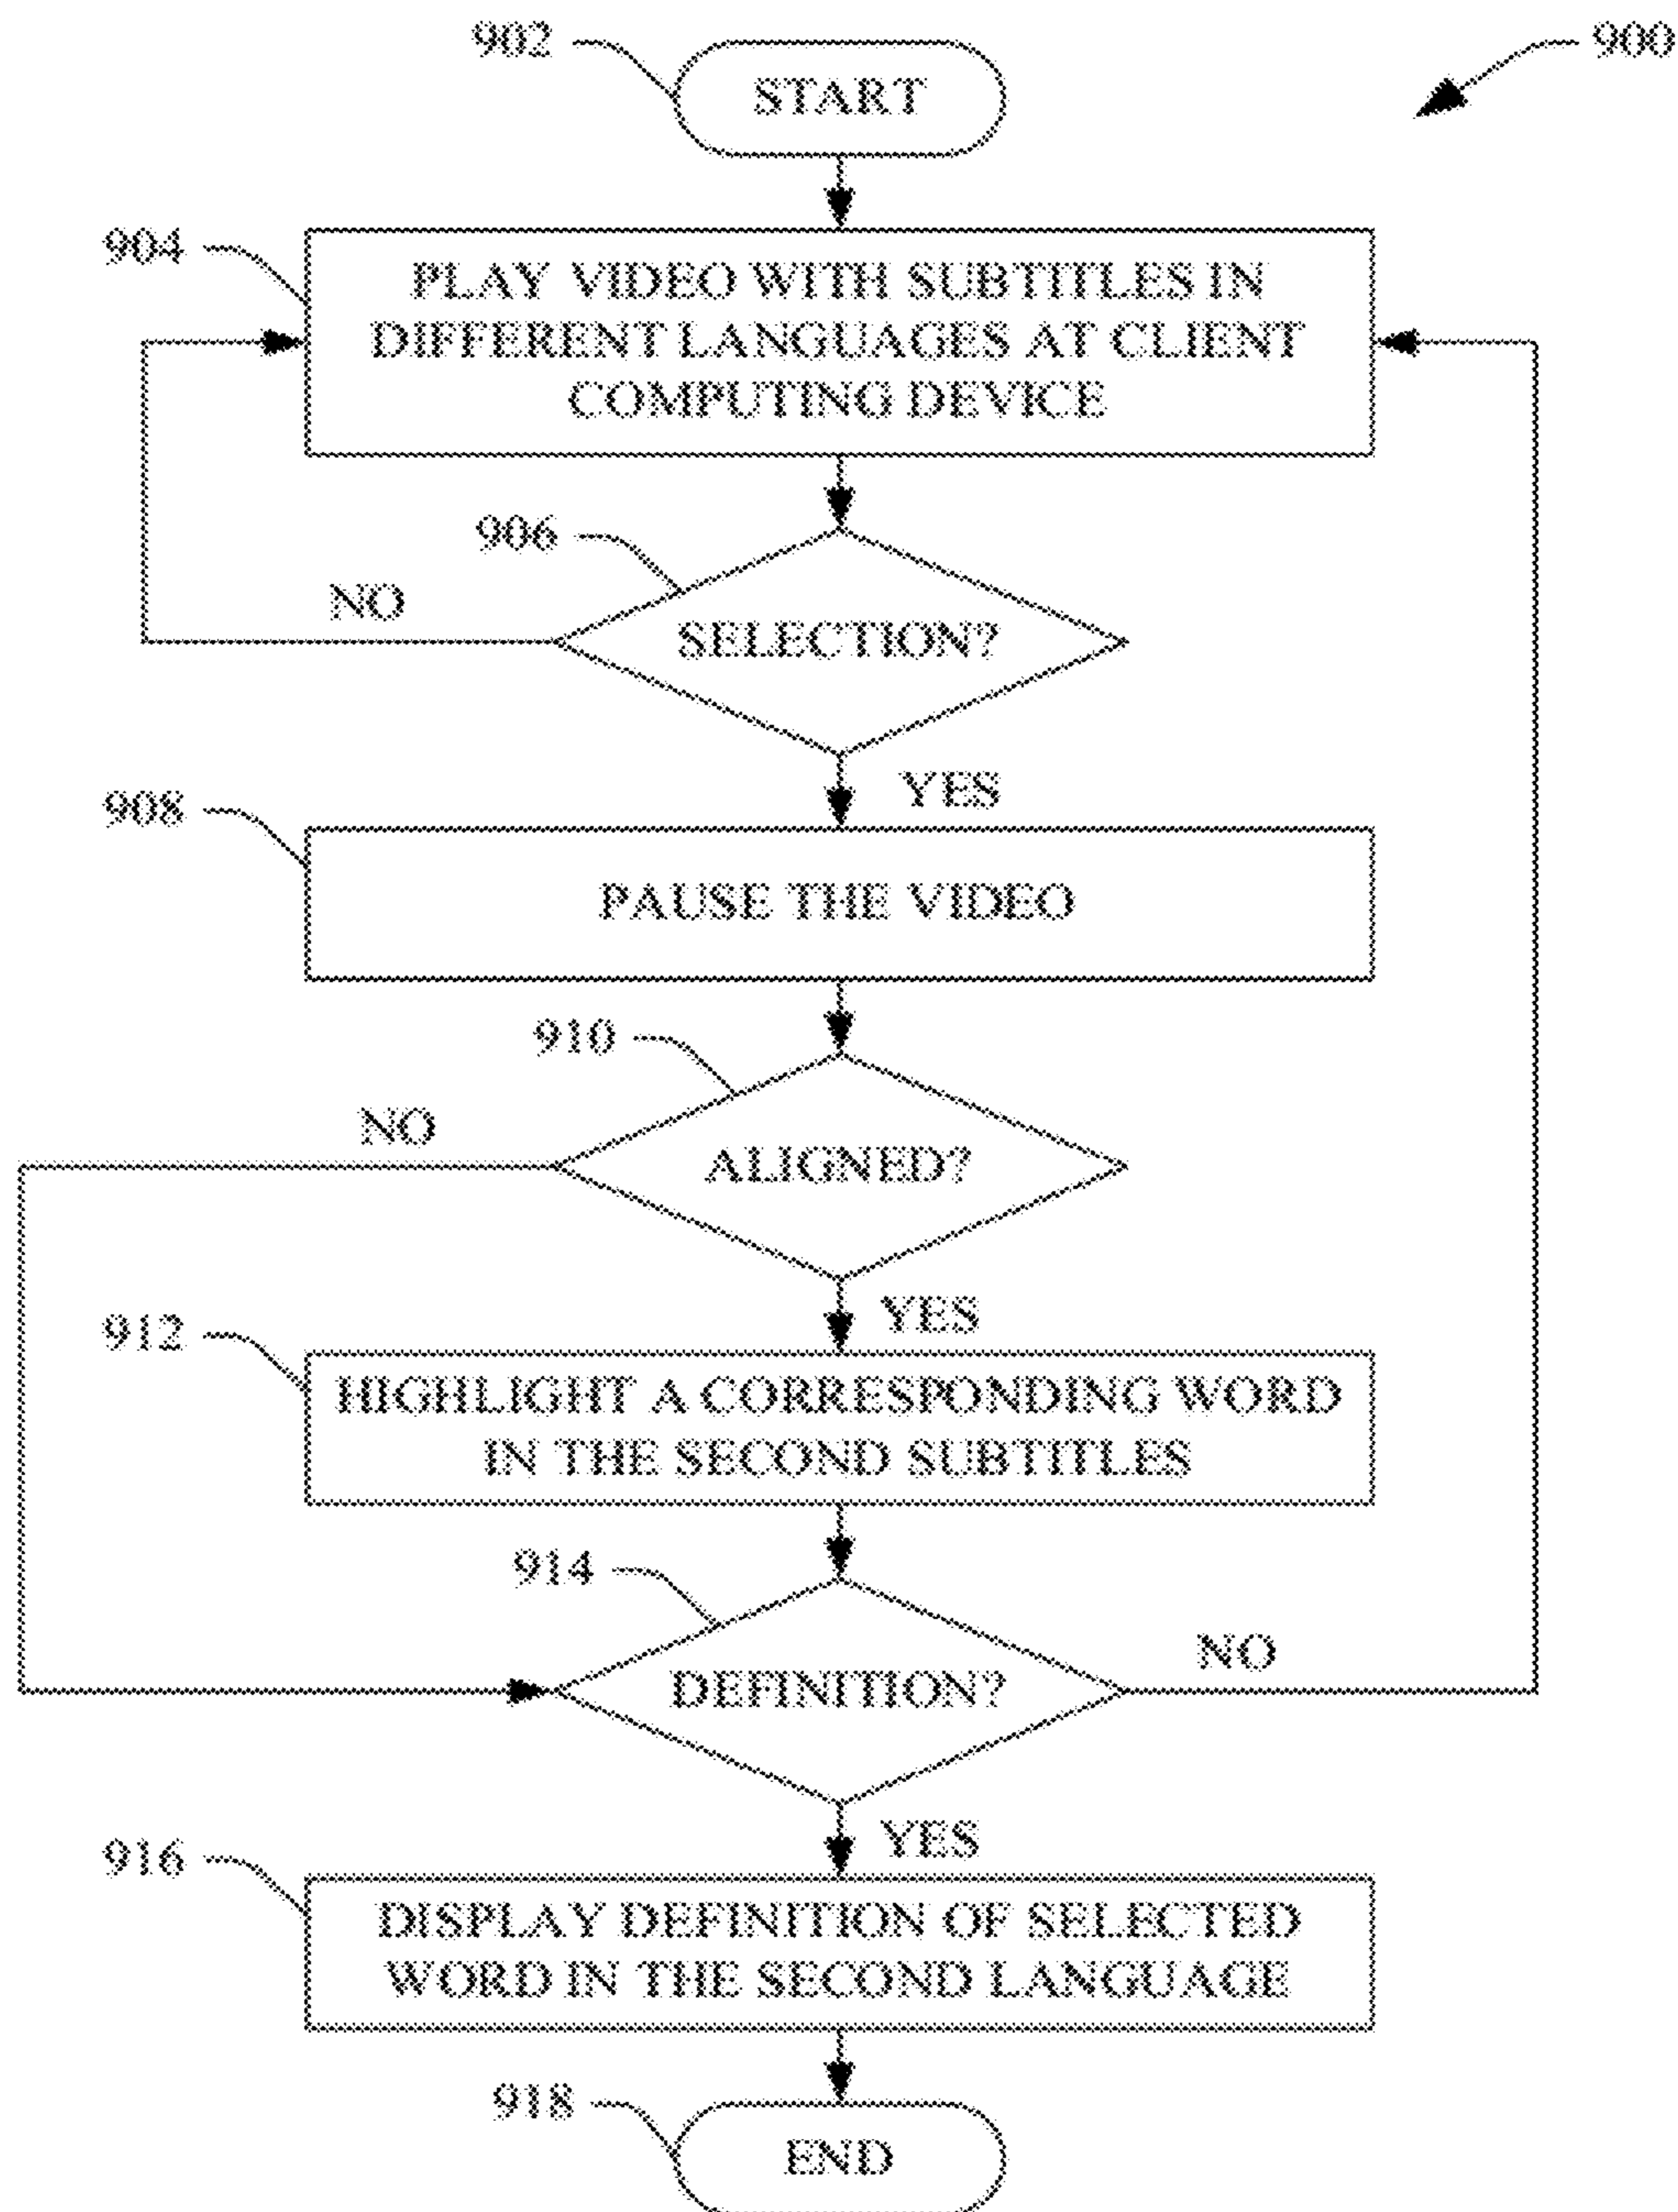 902
900
START
904
PLAY VIDEO WITH SUBTITLES IN
DIFFERENT LANGUAGES AT CLIENT
COMPUTING DEVICE
906
NO
SELECTION?
YES
908
PAUSE THE VIDEO
910
NO
ALIGNED?
YES
912
HIGHLIGHT A CORRESPONDING WORD
IN THE SECOND SUBTITLES
914
NO
DEFINITION?
YES
916
DISPLAY DEFINITION OF SELECTED
WORD IN THE SECOND LANGUAGE
918
END